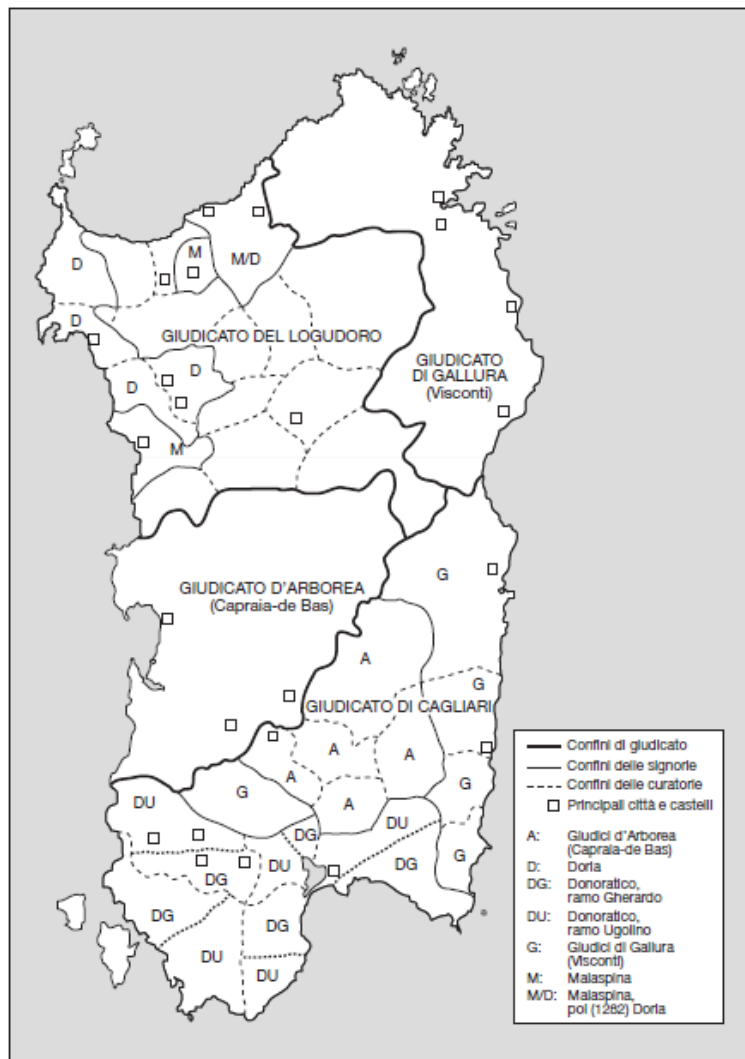 M
D
M/D
D
GIUDICATO DEL LOGUDORO
D
GIUDICATO
DI GALLURA
(Visconti)
D
M
GIUDICATO D'ARBOREA
(Capraia-de Bas)
G
A
G
GIUDICATO DI CAGLIARI
A
A
A
G
G
A
DU
DU
DG
G
DU
DG
DG
DG
DG
DU
DU
Confini di giudicato
Confini delle signorie
Confini delle curatorie
Principali città e castelli
A: Giudici d'Arborea
(Capraia-de Bas)
D: Doria
DG: Donoratico,
ramo Gherardo
DU: Donoratico,
ramo Ugolino
G: Giudici di Gallura
(Visconti)
M: Malaspina
M/D: Malaspina,
poi (1282) Doria